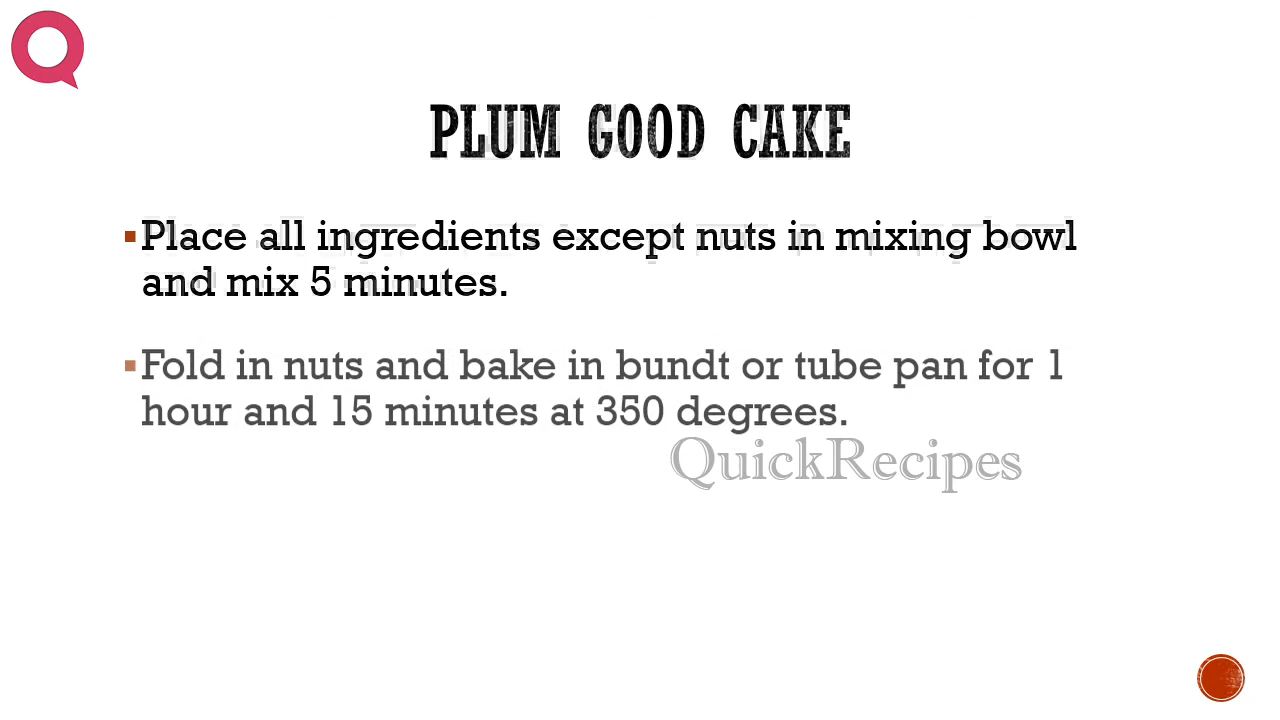 PLUM GOOD CAKE
▪Place all ingredients except nuts in mixing bowl
and mix 5 minutes.
▪Fold in nuts and bake in bundt or tube pan for 1
hour and 15 minutes at 350 degrees.
QuickRecipes